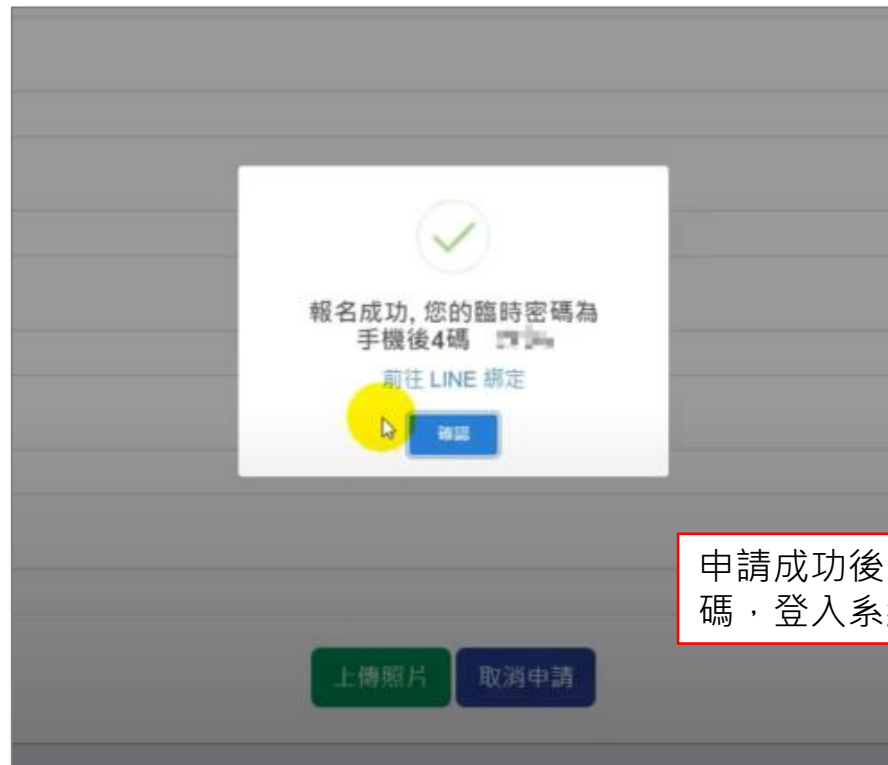 報名成功, 您的臨時密碼為
手機後4碼
前往 LINE 綁定
確認
申請成功後
碼，登入系
上傳照片 取消申請